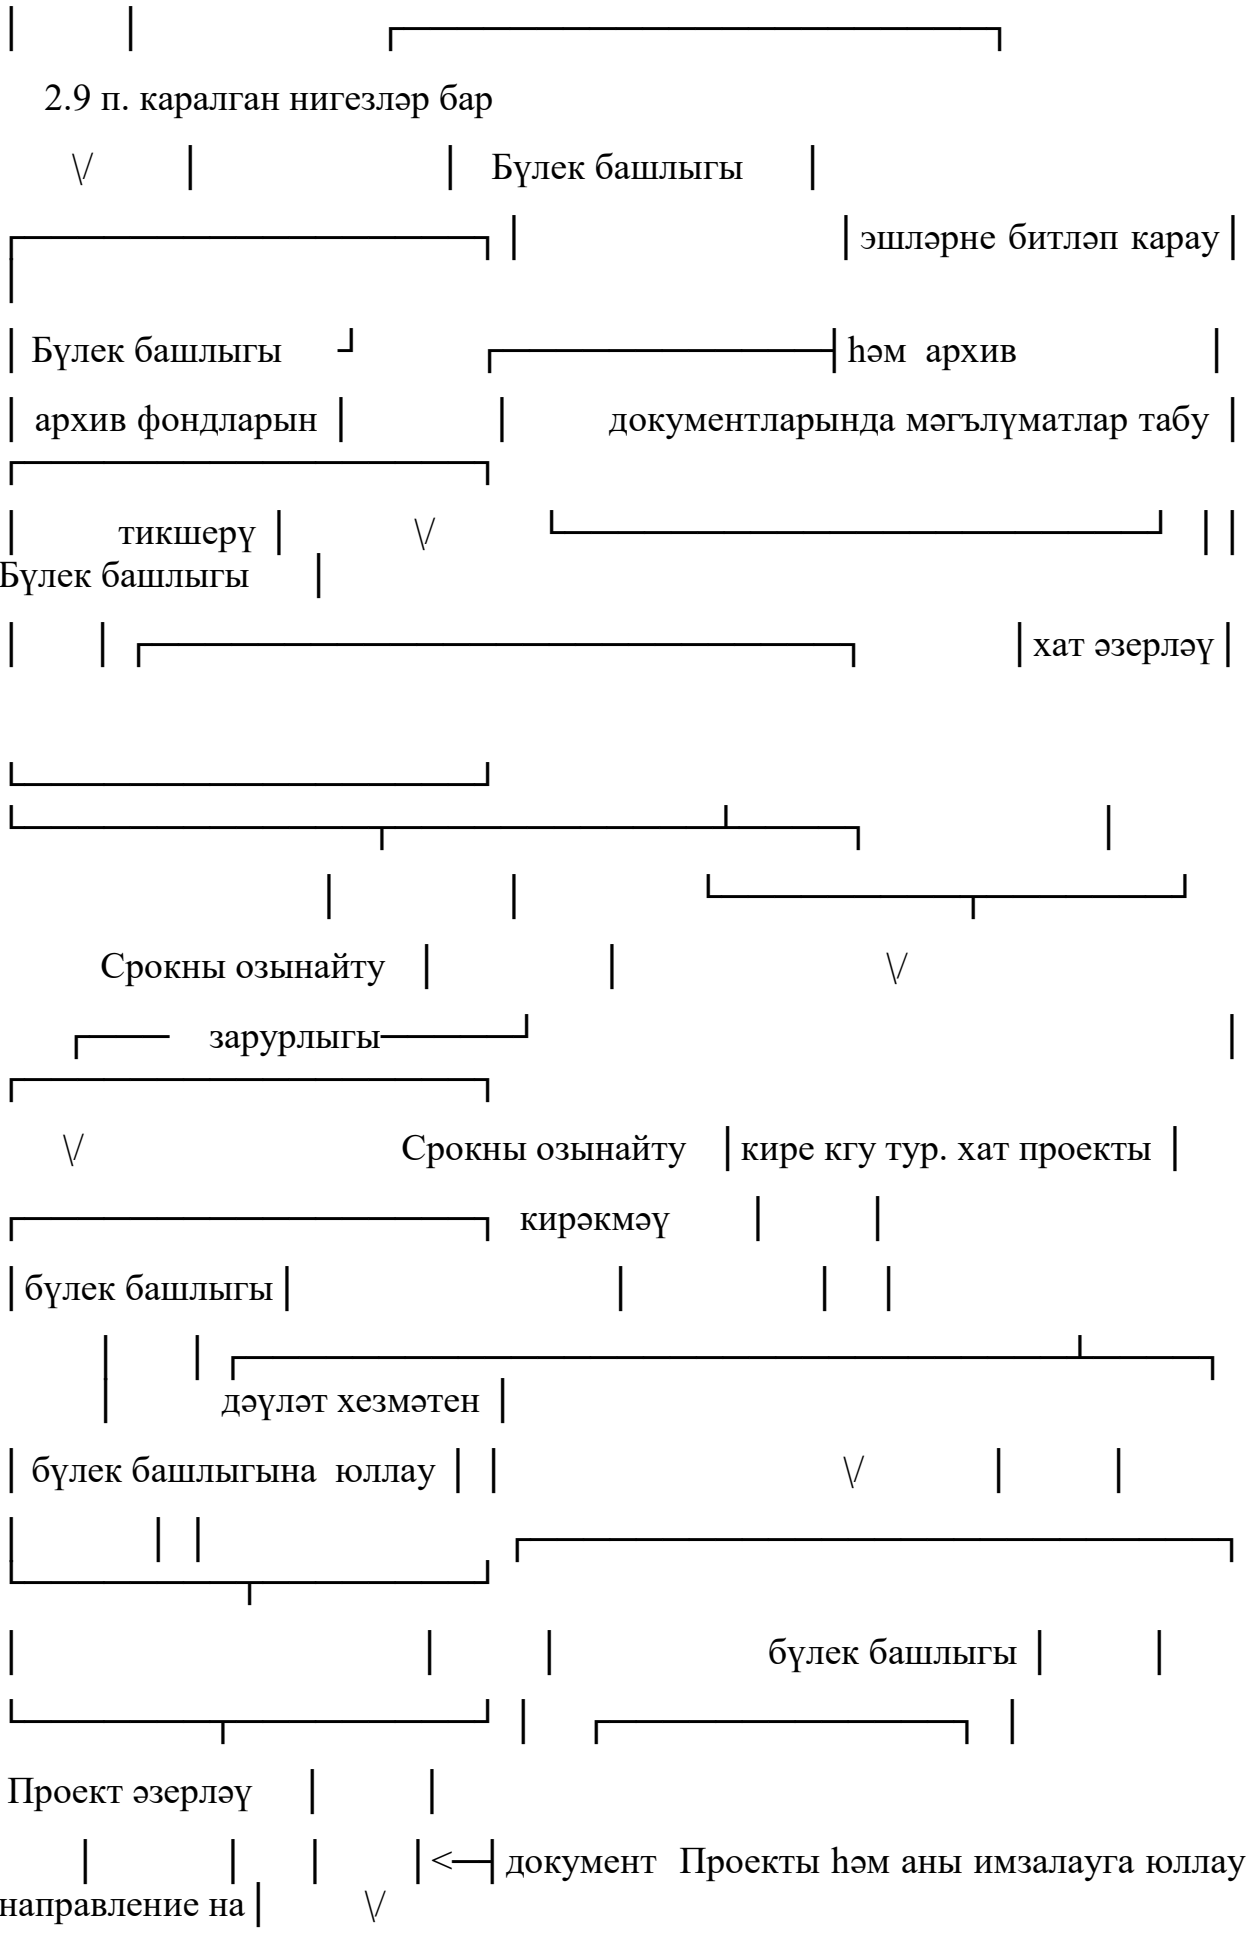 2.9 п. каралган нигезләр бар
\/ Бүлек башлыгы
эшләрне битләп карау
Бүлек башлыгы һәм архив
архив фондларын документларында мәгълүматлар табу
тикшерү \/
Бүлек башлыгы
хат әзерләү
Срокны озынайту \/
зарурлыгы
\/ Срокны озынайту кире кгу тур. хат проекты
кирәкмәү
бүлек башлыгы
дәүләт хезмәтен
бүлек башлыгына юллау \/
бүлек башлыгы
Проект әзерләү
<─ документ Проекты һәм аны имзалауга юллау
направление на \/